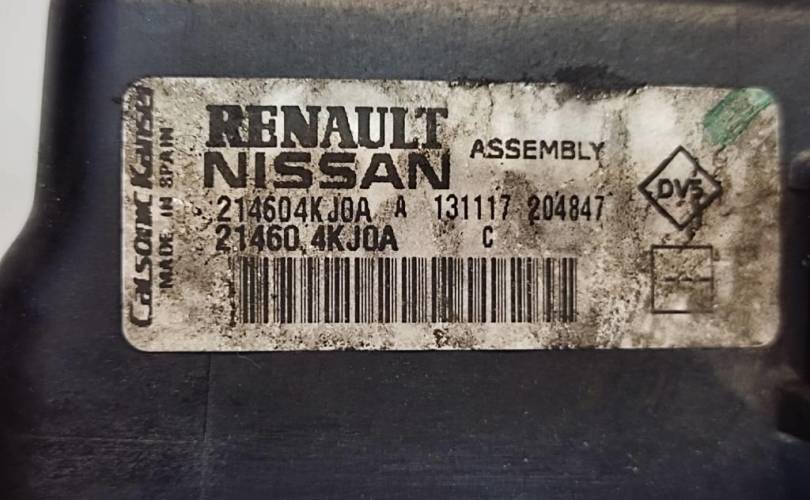 Calsonic Kansei
MADE IN SPAIN
RENAULT
NISSAN
ASSEMBLY
214604KJ0A A 131117 204847
21460 4KJ0A C
DV5